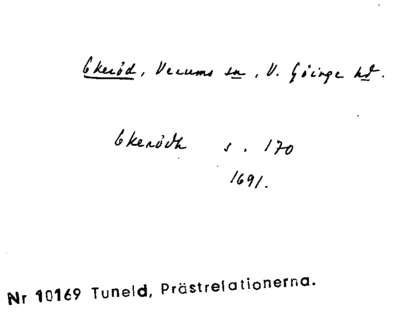 Ekeröd, Verums sn, V. Göinge hd.
Ekerödh s. 170
1691.
Nr 10169 Tuneld, Prästrelationerna.